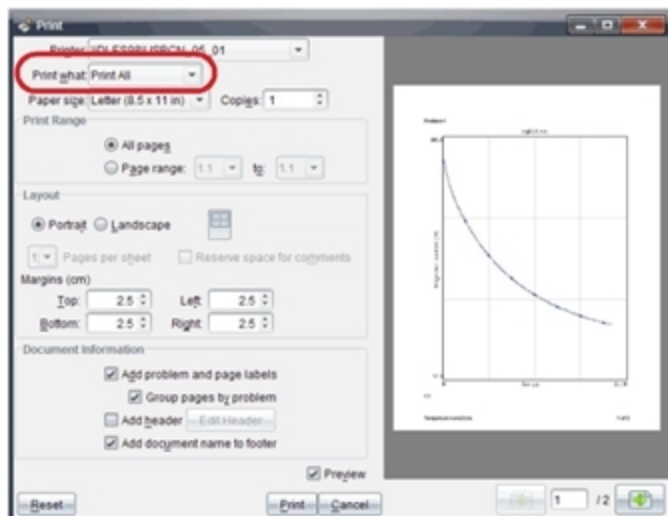 Print
Printer:
Print what: Print All
Paper size: Letter (8.5 x 11 in) Copies: 1
Print Range
All pages
Page range: 1.1 to: 1.1
Layout
Portrait Landscape
1 Pages per sheet Reserve space for comments
Margins (cm)
Top: 2.5 Left: 2.5
Bottom: 2.5 Right: 2.5
Document Information
Add problem and page labels
Group pages by problem
Add header Edit Header
Add document name to footer
Preview
Reset Print Cancel
1 / 2